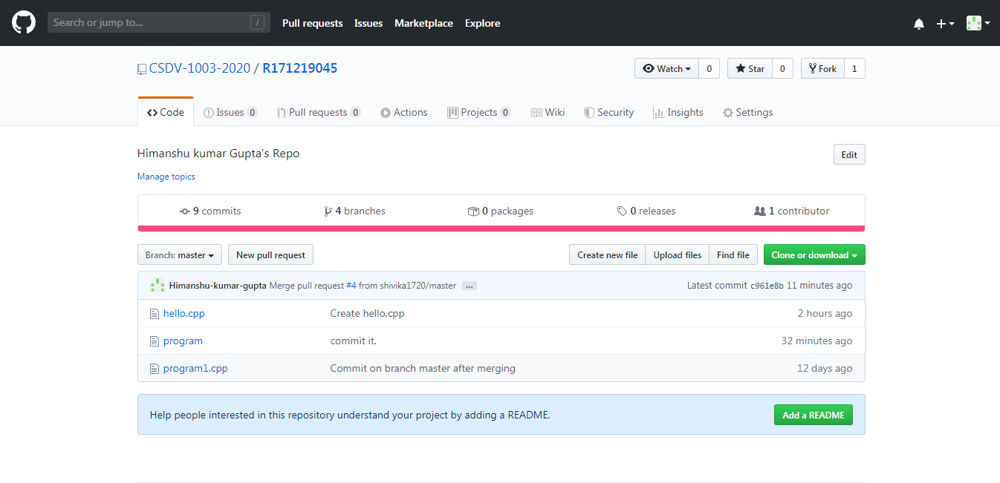 Search or jump to... / Pull requests Issues Marketplace Explore
CSDV-1003-2020 / R171219045 Watch 0 Star 0 Fork 1
Code Issues 0 Pull requests 0 Actions Projects 0 Wiki Security Insights Settings
Himanshu kumar Gupta's Repo Edit
Manage topics
9 commits 4 branches 0 packages 0 releases 1 contributor
Branch: master New pull request Create new file Upload files Find file Clone or download
Himanshu-kumar-gupta Merge pull request #4 from shivika1720/master ... Latest commit c961e8b 11 minutes ago
hello.cpp Create hello.cpp 2 hours ago
program commit it. 32 minutes ago
program1.cpp Commit on branch master after merging 12 days ago
Help people interested in this repository understand your project by adding a README. Add a README